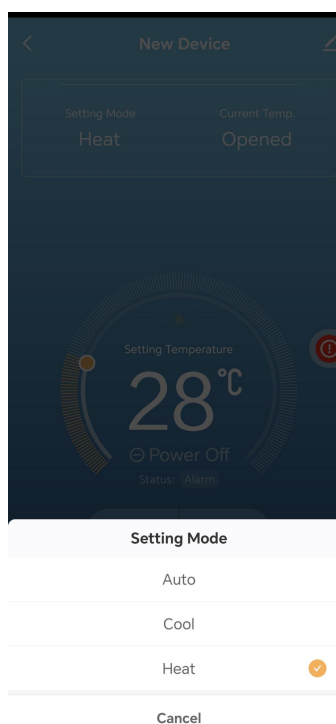 New Device
Setting Mode Current Temp.
Heat Opened
Setting Temperature
28°C
Power Off
Status: Alarm
Setting Mode
Auto
Cool
Heat
Cancel